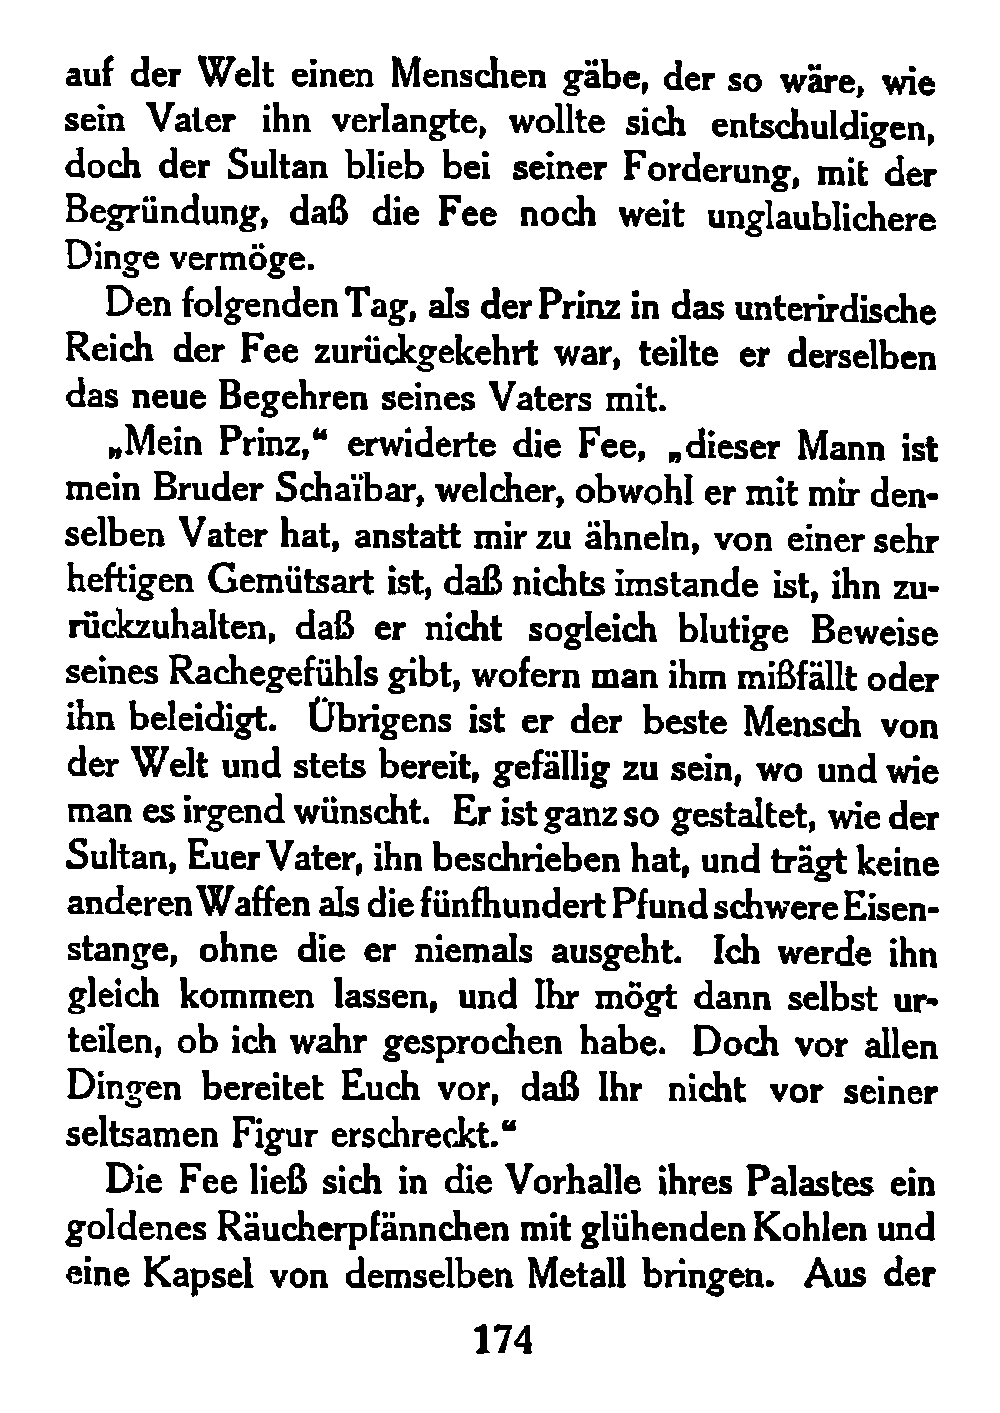 auf der Welt einen Menschen gäbe, der so wäre, wie
sein Vater ihn verlangte, wollte sich entschuldigen,
doch der Sultan blieb bei seiner Forderung, mit der
Begründung, daß die Fee noch weit unglaublichere
Dinge vermöge.
Den folgenden Tag, als der Prinz in das unterirdische
Reich der Fee zurückgekehrt war, teilte er derselben
das neue Begehren seines Vaters mit.
„Mein Prinz,“ erwiderte die Fee, „dieser Mann ist
mein Bruder Schaïbar, welcher, obwohl er mit mir den-
selben Vater hat, anstatt mir zu ähneln, von einer sehr
heftigen Gemütsart ist, daß nichts imstande ist, ihn zu-
rückzuhalten, daß er nicht sogleich blutige Beweise
seines Rachegefühls gibt, wofern man ihm mißfällt oder
ihn beleidigt. Übrigens ist er der beste Mensch von
der Welt und stets bereit, gefällig zu sein, wo und wie
man es irgend wünscht. Er ist ganz so gestaltet, wie der
Sultan, Euer Vater, ihn beschrieben hat, und trägt keine
anderen Waffen als die fünfhundert Pfund schwere Eisen-
stange, ohne die er niemals ausgeht. Ich werde ihn
gleich kommen lassen, und Ihr mögt dann selbst ur-
teilen, ob ich wahr gesprochen habe. Doch vor allen
Dingen bereitet Euch vor, daß Ihr nicht vor seiner
seltsamen Figur erschreckt.“
Die Fee ließ sich in die Vorhalle ihres Palastes ein
goldenes Räucherpfännchen mit glühenden Kohlen und
eine Kapsel von demselben Metall bringen. Aus der
174